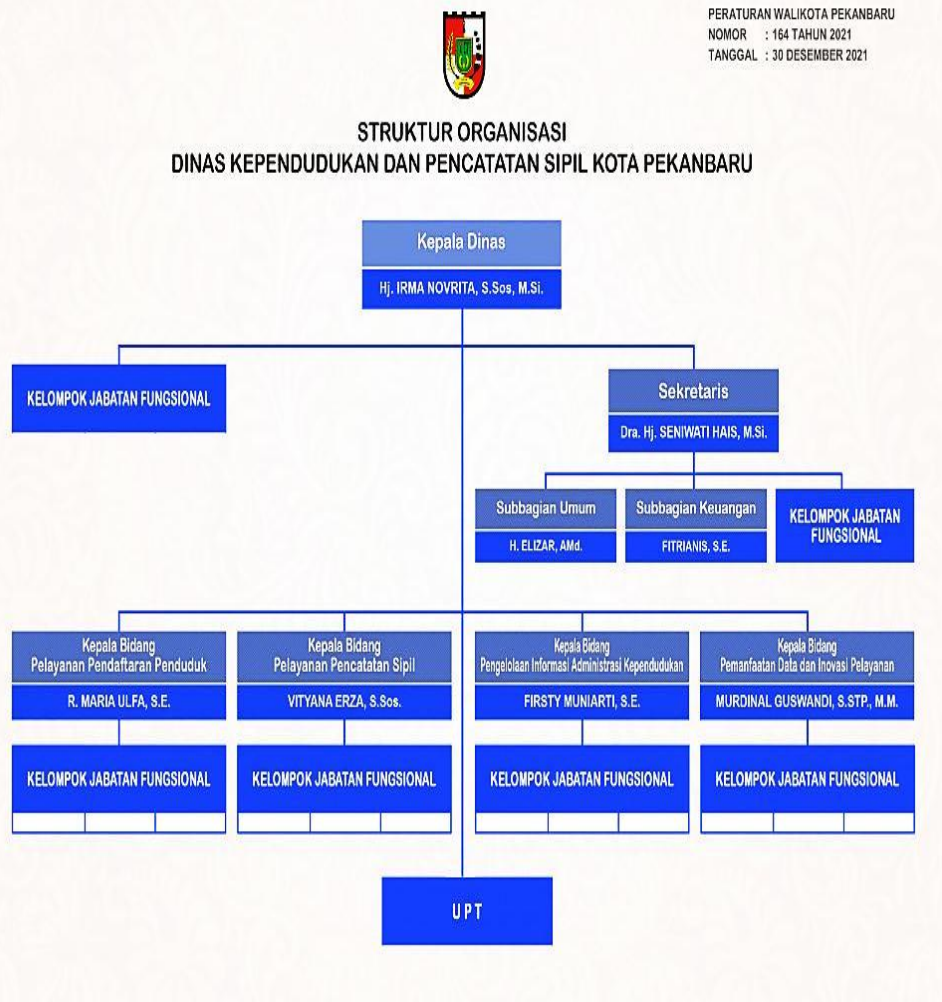 PERATURAN WALIKOTA PEKANBARU
NOMOR : 164 TAHUN 2021
TANGGAL : 30 DESEMBER 2021
STRUKTUR ORGANISASI
DINAS KEPENDUDUKAN DAN PENCATATAN SIPIL KOTA PEKANBARU
Kepala Dinas
Hj. IRMA NOVRITA, S.Sos, M.Si.
KELOMPOK JABATAN FUNGSIONAL
Sekretaris
Dra. Hj. SENIWATI HAIS, M.Si.
Subbagian Umum
H. ELIZAR, AMd.
Subbagian Keuangan
FITRIANIS, S.E.
KELOMPOK JABATAN
FUNGSIONAL
Kepala Bidang
Pelayanan Pendaftaran Penduduk
R. MARIA ULFA, S.E.
KELOMPOK JABATAN FUNGSIONAL
Kepala Bidang
Pelayanan Pencatatan Sipil
VITYANA ERZA, S.Sos.
KELOMPOK JABATAN FUNGSIONAL
Kepala Bidang
Pengelolaan Informasi Administrasi Kependudukan
FIRSTY MUNIARTI, S.E.
KELOMPOK JABATAN FUNGSIONAL
Kepala Bidang
Pemanfaatan Data dan Inovasi Pelayanan
MURDINAL GUSWANDI, S.STP., M.M.
KELOMPOK JABATAN FUNGSIONAL
UPT